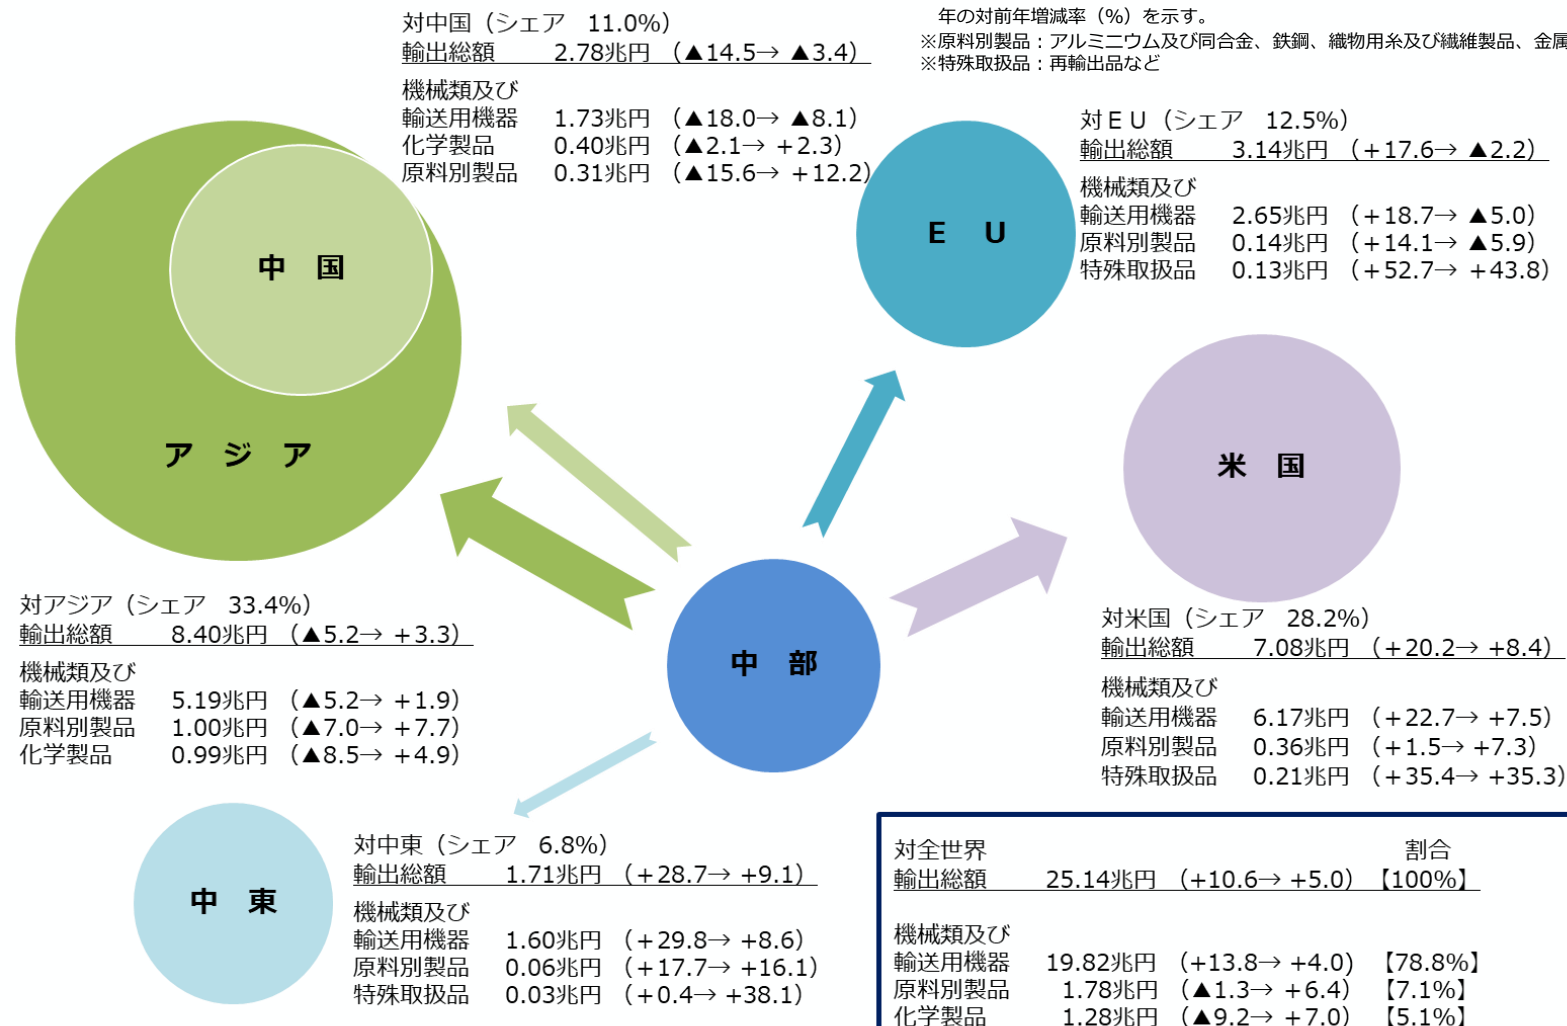 対中国（シェア　11.0%）
輸出総額　2.78兆円　（▲14.5→ ▲3.4）
機械類及び
輸送用機器　1.73兆円　（▲18.0→ ▲8.1）
化学製品　0.40兆円　（▲2.1→ +2.3）
原料別製品　0.31兆円　（▲15.6→ +12.2）
年の対前年増減率（%）を示す。
※原料別製品：アルミニウム及び同合金、鉄鋼、織物用糸及び繊維製品、金属
※特殊取扱品：再輸出品など
対ＥＵ（シェア　12.5%）
輸出総額　3.14兆円　（+17.6→ ▲2.2）
機械類及び
輸送用機器　2.65兆円　（+18.7→ ▲5.0）
原料別製品　0.14兆円　（+14.1→ ▲5.9）
特殊取扱品　0.13兆円　（+52.7→ +43.8）
中　国
Ｅ　Ｕ
ア　ジ　ア
米　国
対アジア（シェア　33.4%）
輸出総額　8.40兆円　（▲5.2→ +3.3）
機械類及び
輸送用機器　5.19兆円　（▲5.2→ +1.9）
原料別製品　1.00兆円　（▲7.0→ +7.7）
化学製品　0.99兆円　（▲8.5→ +4.9）
中　部
対米国（シェア　28.2%）
輸出総額　7.08兆円　（+20.2→ +8.4）
機械類及び
輸送用機器　6.17兆円　（+22.7→ +7.5）
原料別製品　0.36兆円　（+1.5→ +7.3）
特殊取扱品　0.21兆円　（+35.4→ +35.3）
中　東
対中東（シェア　6.8%）
輸出総額　1.71兆円　（+28.7→ +9.1）
機械類及び
輸送用機器　1.60兆円　（+29.8→ +8.6）
原料別製品　0.06兆円　（+17.7→ +16.1）
特殊取扱品　0.03兆円　（+0.4→ +38.1）
対全世界　割合
輸出総額　25.14兆円　（+10.6→ +5.0）【100%】
機械類及び
輸送用機器　19.82兆円　（+13.8→ +4.0）【78.8%】
原料別製品　1.78兆円　（▲1.3→ +6.4）【7.1%】
化学製品　1.28兆円　（▲9.2→ +7.0）【5.1%】